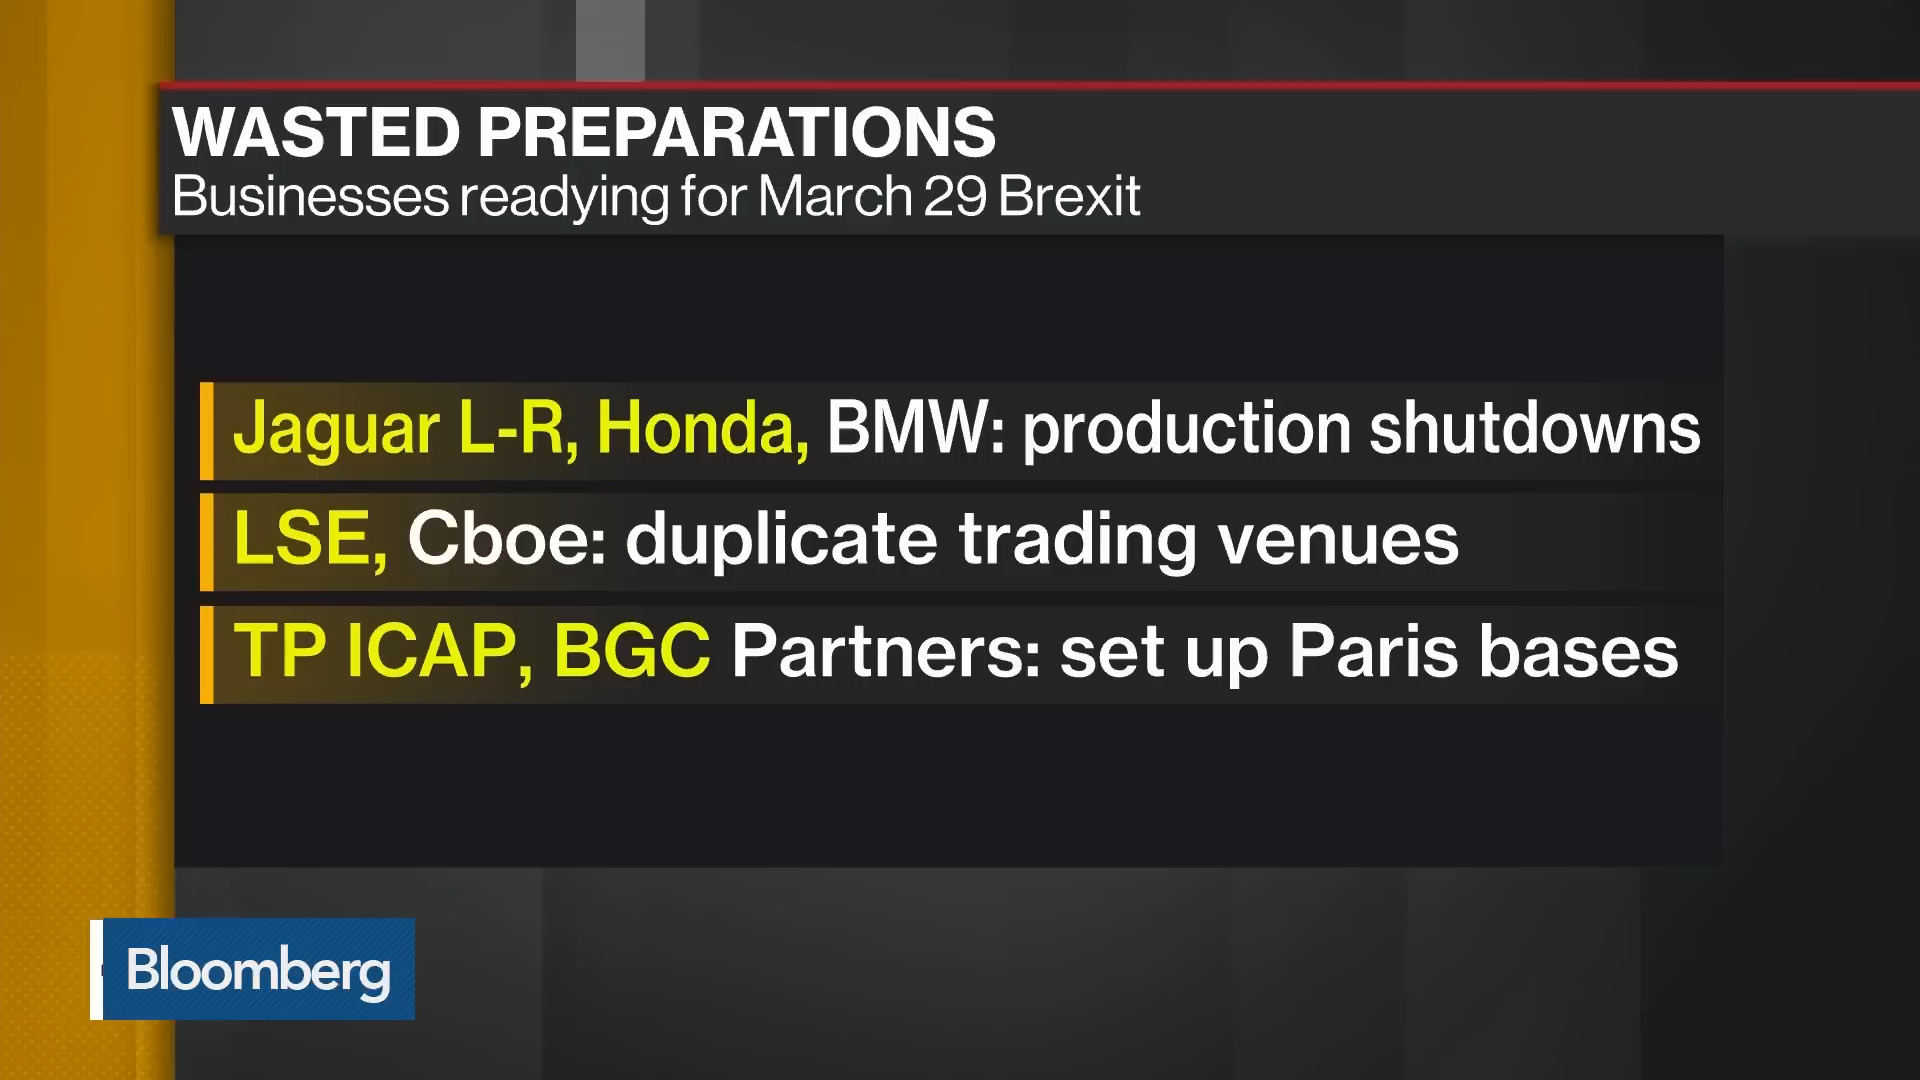 WASTED PREPARATIONS
Businesses readying for March 29 Brexit
Jaguar L-R, Honda, BMW: production shutdowns
LSE, Cboe: duplicate trading venues
TP ICAP, BGC Partners: set up Paris bases
Bloomberg